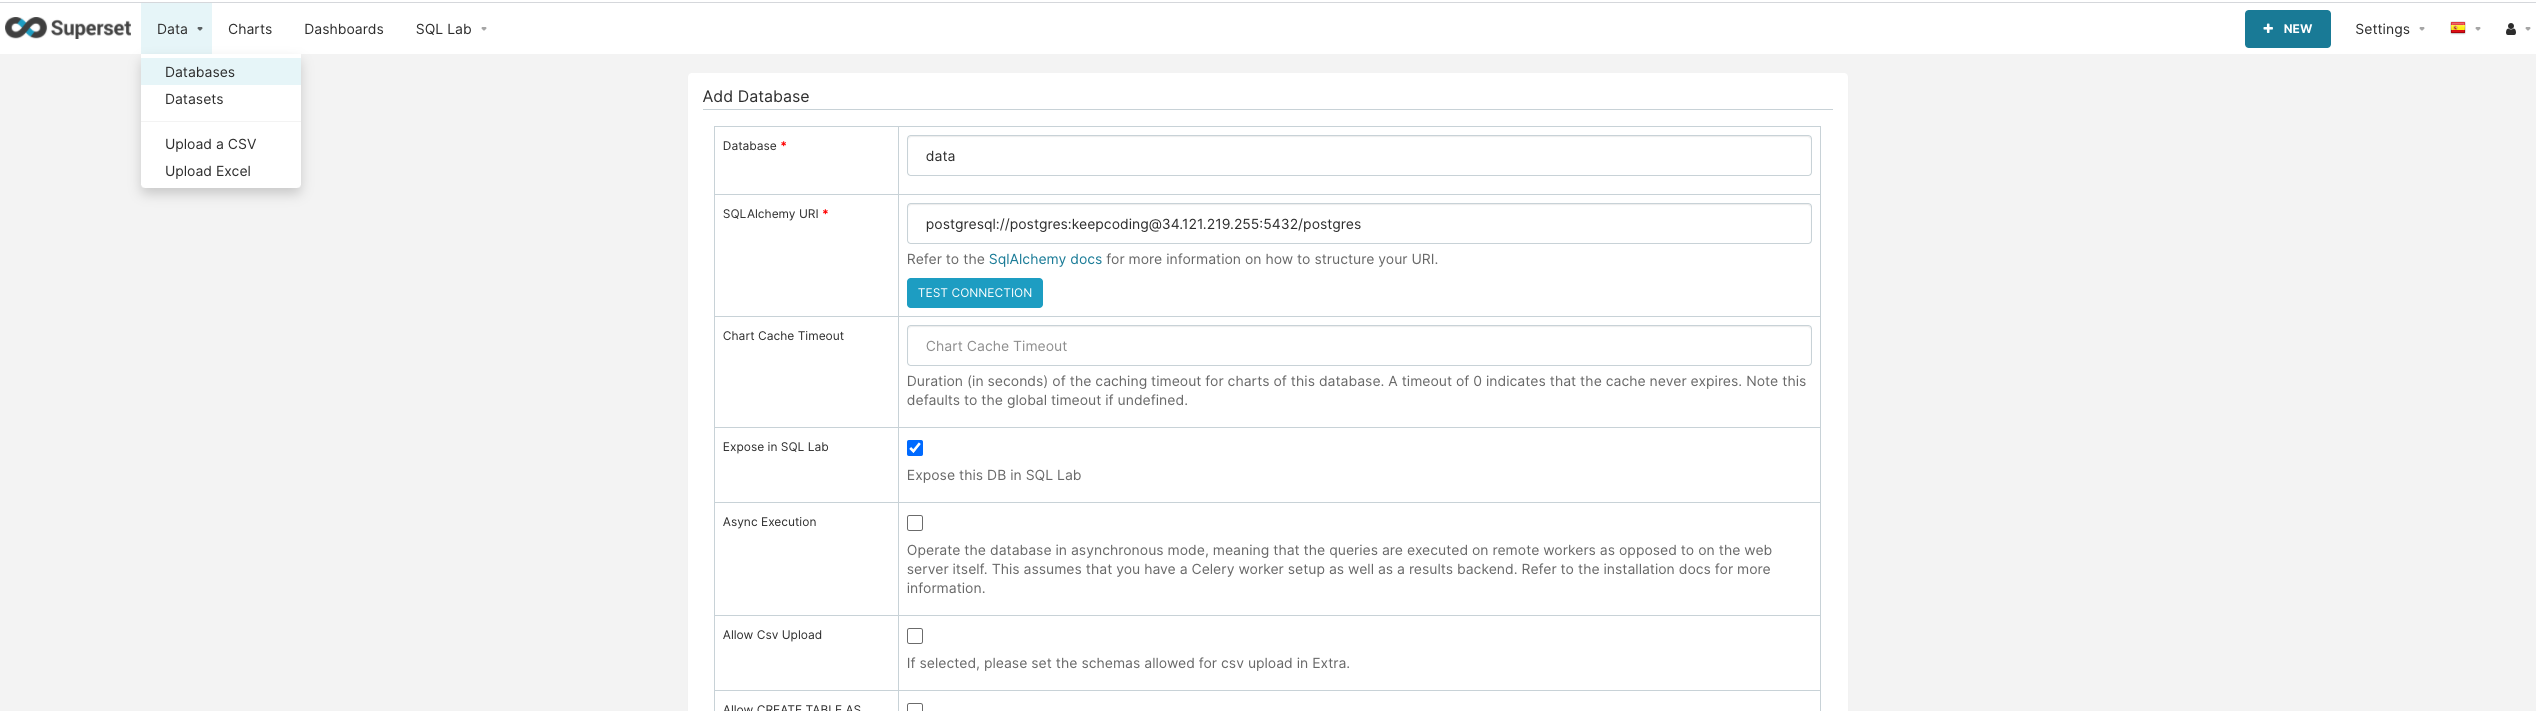 Superset
Data
Charts
Dashboards
SQL Lab
+ NEW
Settings
Databases
Datasets
Upload a CSV
Upload Excel
Add Database
Database *
data
SQLAlchemy URI *
postgresql://postgres:keepcoding@34.121.219.255:5432/postgres
Refer to the SqlAlchemy docs for more information on how to structure your URI.
TEST CONNECTION
Chart Cache Timeout
Chart Cache Timeout
Duration (in seconds) of the caching timeout for charts of this database. A timeout of 0 indicates that the cache never expires. Note this
defaults to the global timeout if undefined.
Expose in SQL Lab
Expose this DB in SQL Lab
Async Execution
Operate the database in asynchronous mode, meaning that the queries are executed on remote workers as opposed to on the web
server itself. This assumes that you have a Celery worker setup as well as a results backend. Refer to the installation docs for more
information.
Allow Csv Upload
If selected, please set the schemas allowed for csv upload in Extra.
Allow CREATE TABLE AS